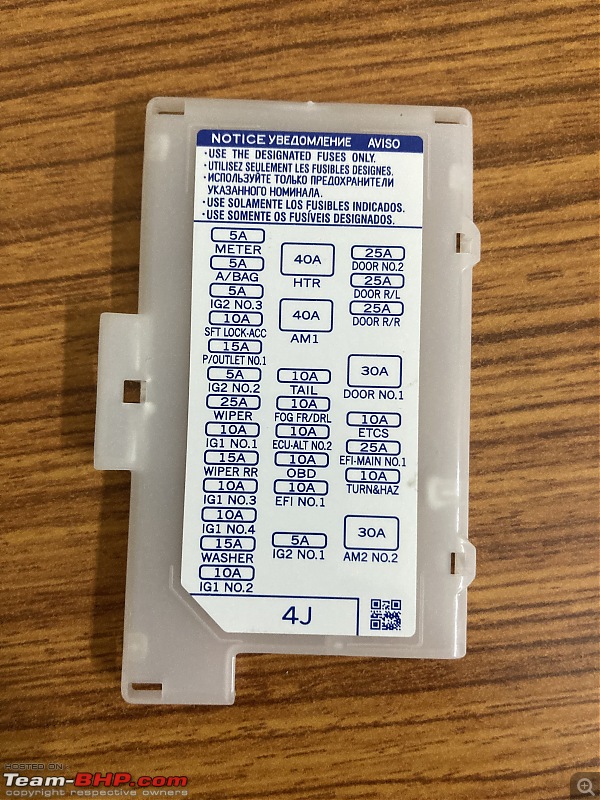 NOTICE УВЕДОМЛЕНИЕ AVISO
・USE THE DESIGNATED FUSES ONLY.
・UTILISEZ SEULEMENT LES FUSIBLES DESIGNES.
・ИСПОЛЬЗУЙТЕ ТОЛЬКО ПРЕДОХРАНИТЕЛИ
УКАЗАННОГО НОМИНАЛА.
・USE SOLAMENTE LOS FUSIBLES INDICADOS.
・USE SOMENTE OS FUSÍVEIS DESIGNADOS.
5A
METER
5A
A/BAG
5A
IG2 NO.3
10A
SFT LOCK-ACC
15A
P/OUTLET NO.1
5A
IG2 NO.2
25A
WIPER
10A
IG1 NO.1
15A
WIPER RR
10A
IG1 NO.3
10A
IG1 NO.4
15A
WASHER
10A
IG1 NO.2
40A
HTR
40A
AM1
10A
TAIL
10A
FOG FR/DRL
10A
ECU-ALT NO.2
10A
OBD
10A
EFI NO.1
5A
IG2 NO.1
25A
DOOR NO.2
25A
DOOR R/L
25A
DOOR R/R
30A
DOOR NO.1
10A
ETCS
25A
EFI-MAIN NO.1
10A
TURN&HAZ
30A
AM2 NO.2
4J
HOSTED ON
Team-BHP.com
copyright respective owners